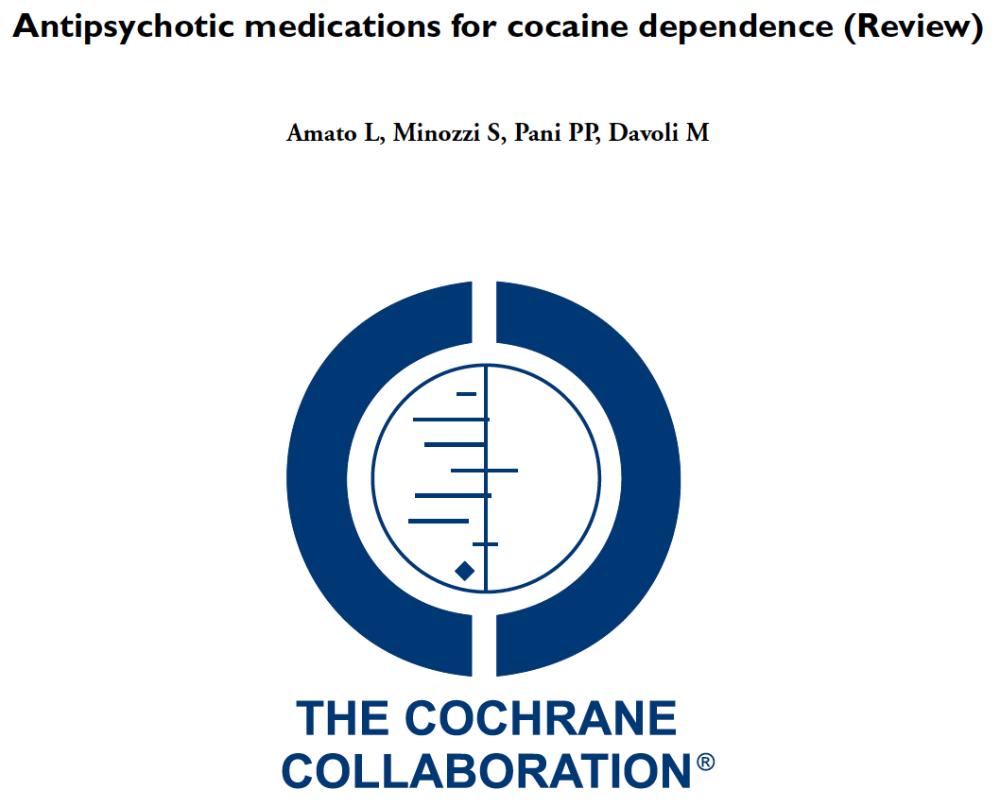 Antipsychotic medications for cocaine dependence (Review)
Amato L, Minozzi S, Pani PP, Davoli M
THE COCHRANE
COLLABORATION®